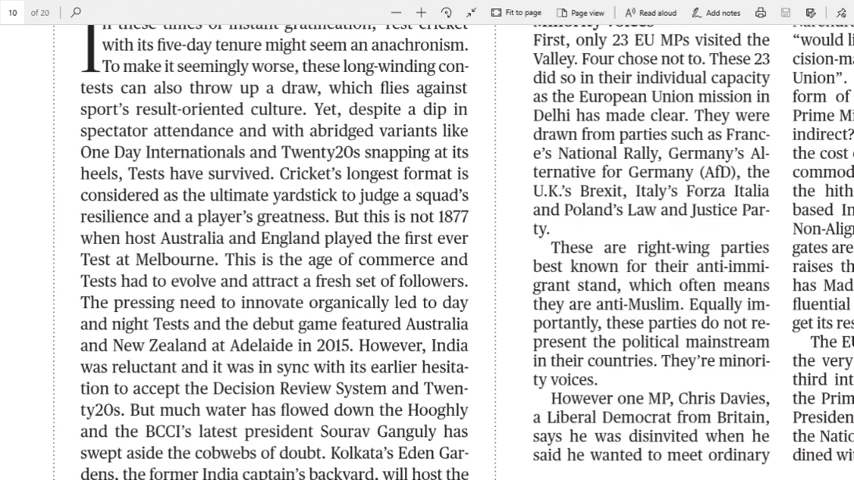 10 of 20
Fit to page
Page view
Read aloud
Add notes
In these times of instant gratification, Test cricket
with its five-day tenure might seem an anachronism.
To make it seemingly worse, these long-winding con-
tests can also throw up a draw, which flies against
sport's result-oriented culture. Yet, despite a dip in
spectator attendance and with abridged variants like
One Day Internationals and Twenty20s snapping at its
heels, Tests have survived. Cricket's longest format is
considered as the ultimate yardstick to judge a squad's
resilience and a player's greatness. But this is not 1877
when host Australia and England played the first ever
Test at Melbourne. This is the age of commerce and
Tests had to evolve and attract a fresh set of followers.
The pressing need to innovate organically led to day
and night Tests and the debut game featured Australia
and New Zealand at Adelaide in 2015. However, India
was reluctant and it was in sync with its earlier hesita-
tion to accept the Decision Review System and Twen-
ty20s. But much water has flowed down the Hooghly
and the BCCI's latest president Sourav Ganguly has
swept aside the cobwebs of doubt. Kolkata's Eden Gar-
dens, the former India captain's backyard, will host the
First, only 23 EU MPs visited the
Valley. Four chose not to. These 23
did so in their individual capacity
as the European Union mission in
Delhi has made clear. They were
drawn from parties such as Franc-
e's National Rally, Germany's Al-
ternative for Germany (AfD), the
U.K.'s Brexit, Italy's Forza Italia
and Poland's Law and Justice Par-
ty.
These are right-wing parties
best known for their anti-immi-
grant stand, which often means
they are anti-Muslim. Equally im-
portantly, these parties do not re-
present the political mainstream
in their countries. They're minori-
ty voices.
However one MP, Chris Davies,
a Liberal Democrat from Britain,
says he was disinvited when he
said he wanted to meet ordinary
"would li
cision-ma
Union".
form of
Prime Mi
indirect?
the cost
commod
the hith
based In
Non-Alig
gates are
raises th
has Mad
fluential
get its res
The EU
the very
third int
the Prim
President
the Natio
dined wi